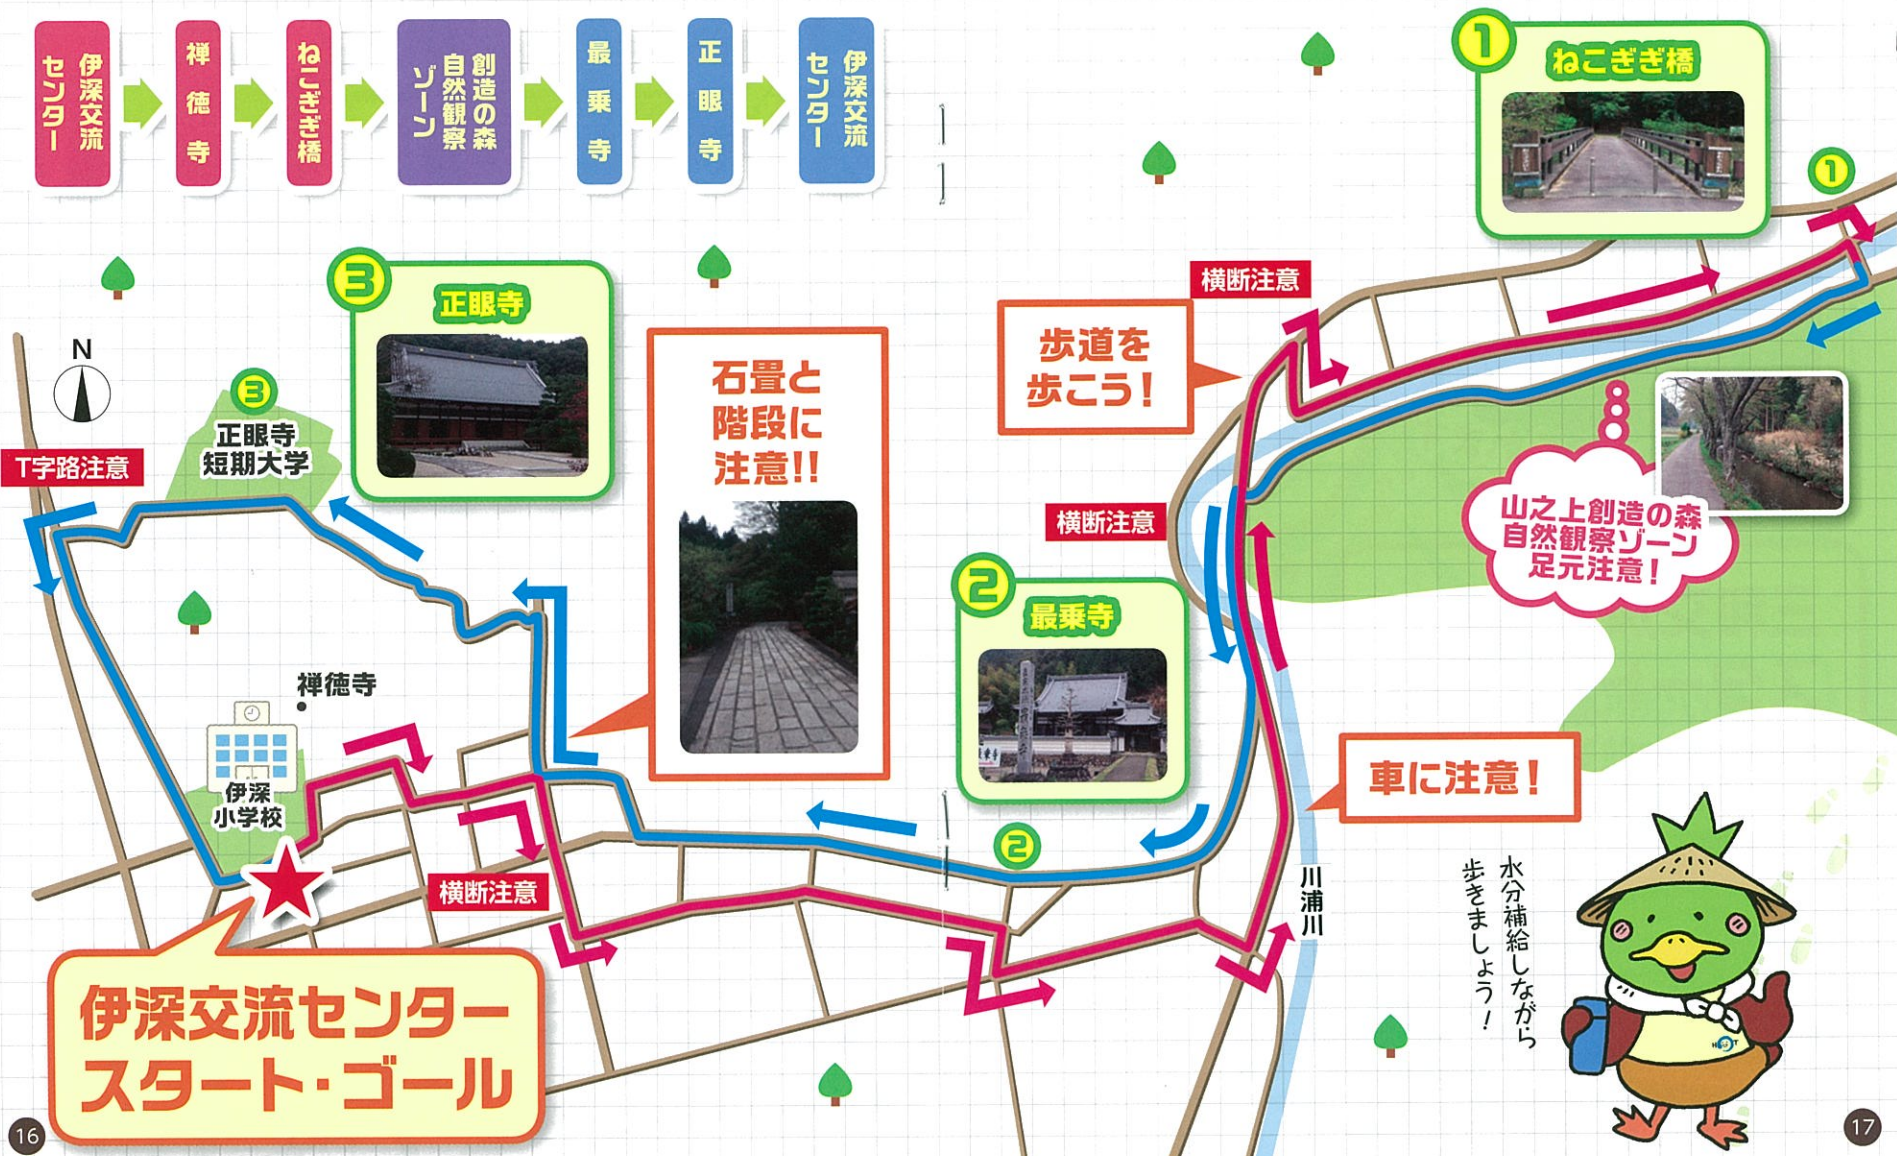 伊深交流
センター
禅徳寺
ねこぎぎ橋
創造の森
自然観察
ゾーン
最乗寺
正眼寺
伊深交流
センター
1
ねこぎぎ橋
1
3
正眼寺
N
3
正眼寺
短期大学
T字路注意
石畳と
階段に
注意!!
横断注意
歩道を
歩こう!
横断注意
山之上創造の森
自然観察ゾーン
足元注意!
2
最乗寺
禅徳寺
伊深
小学校
車に注意!
2
横断注意
川浦川
水分補給しながら
歩きましょう!
伊深交流センター
スタート・ゴール
16
17